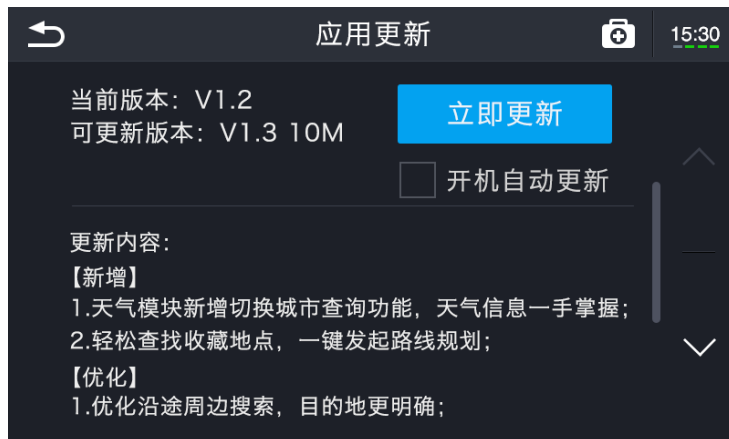 应用更新
15:30
当前版本：V1.2
可更新版本：V1.3 10M
立即更新
开机自动更新
更新内容：
【新增】
1.天气模块新增切换城市查询功能，天气信息一手掌握；
2.轻松查找收藏地点，一键发起路线规划；
【优化】
1.优化沿途周边搜索，目的地更明确；